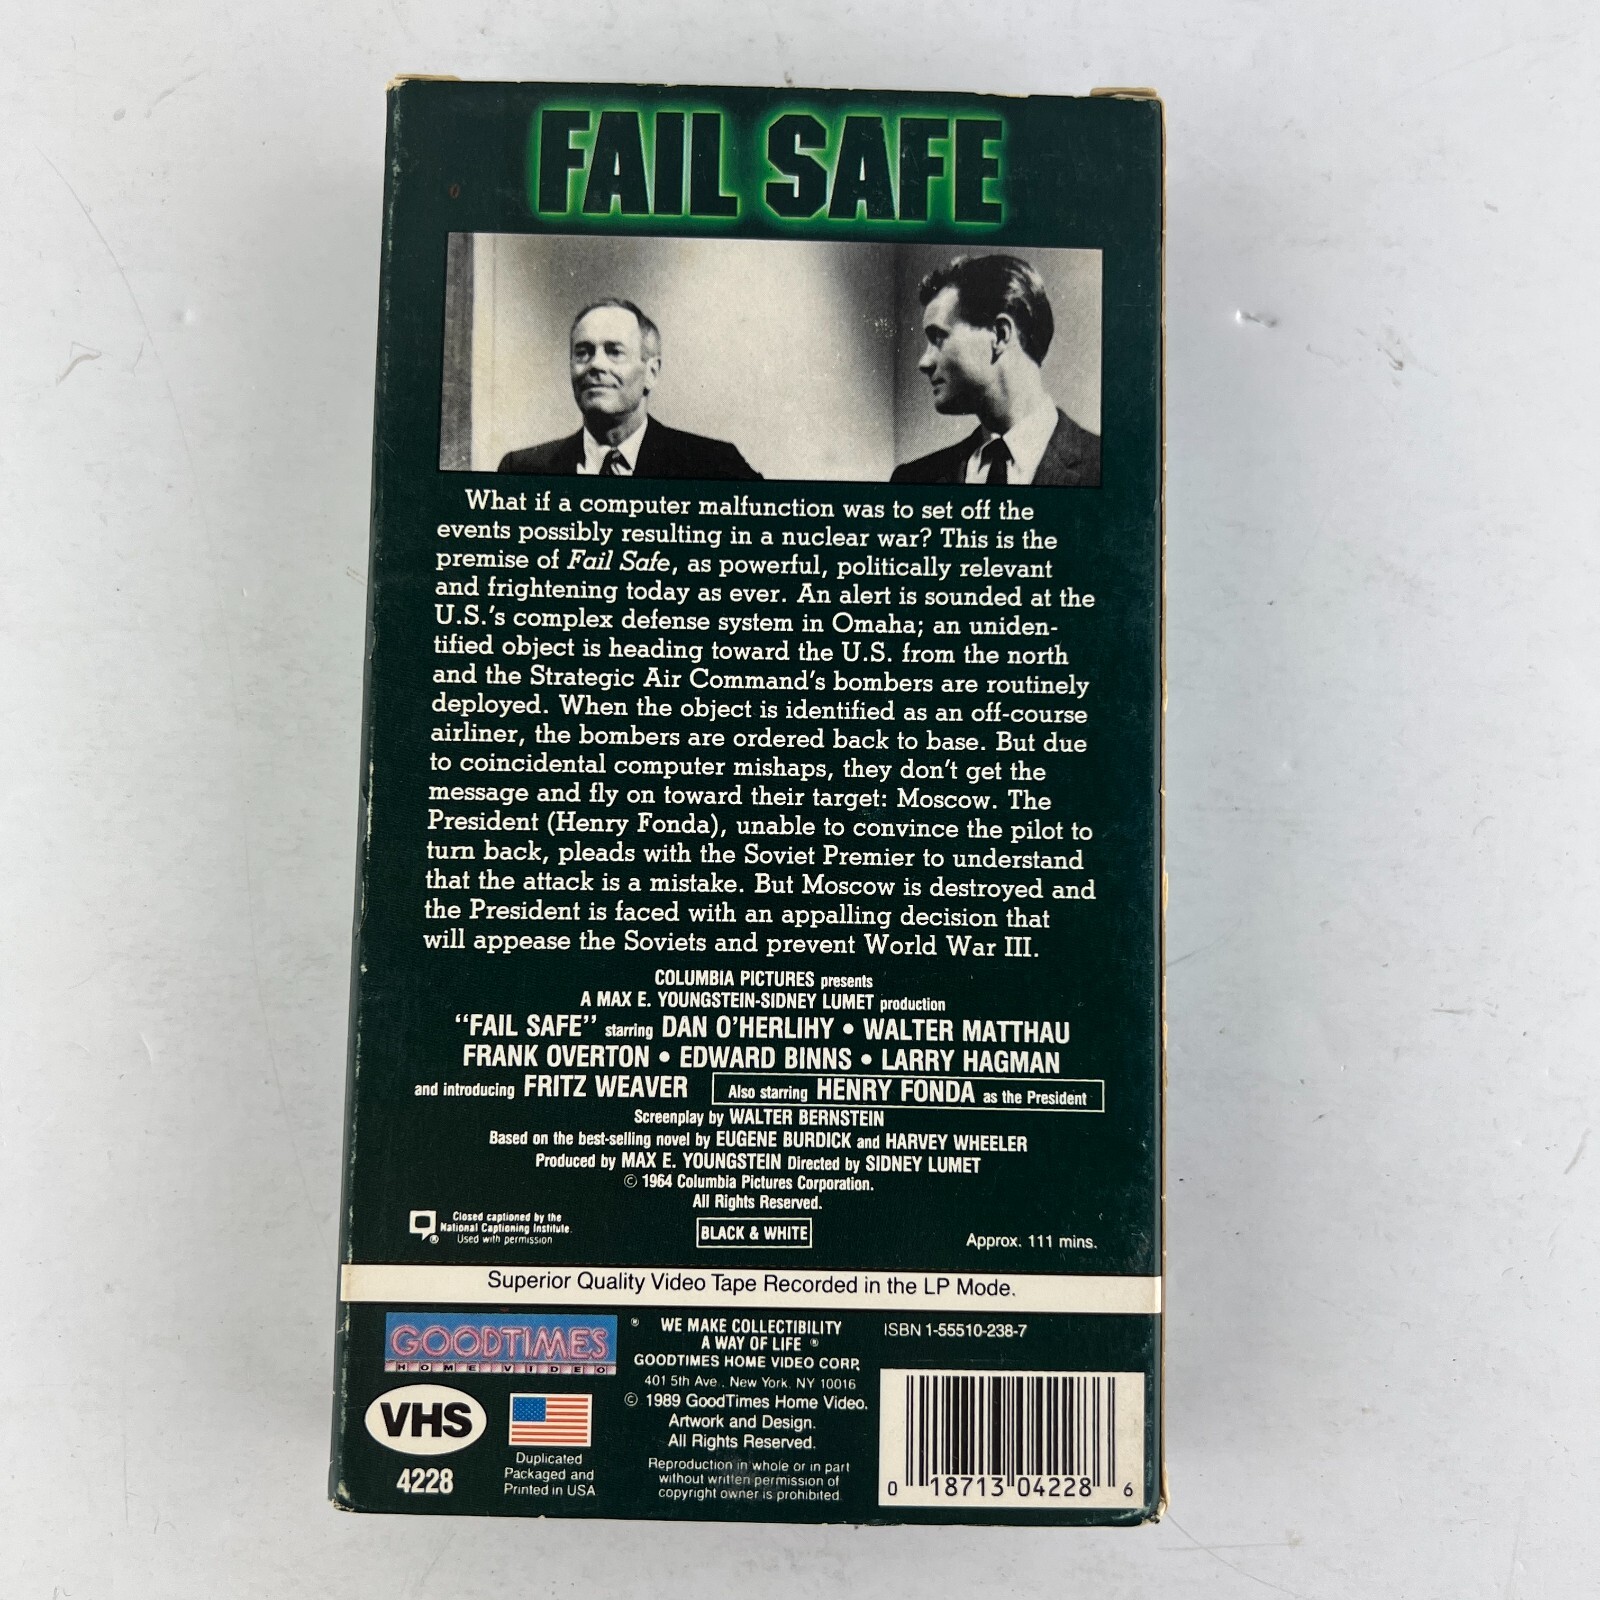 FAIL SAFE
What if a computer malfunction was to set off the
events possibly resulting in a nuclear war? This is the
premise of Fail Safe, as powerful, politically relevant
and frightening today as ever. An alert is sounded at the
U.S.'s complex defense system in Omaha; an uniden-
tified object is heading toward the U.S. from the north
and the Strategic Air Command's bombers are routinely
deployed. When the object is identified as an off-course
airliner, the bombers are ordered back to base. But due
to coincidental computer mishaps, they don't get the
message and fly on toward their target: Moscow. The
President (Henry Fonda), unable to convince the pilot to
turn back, pleads with the Soviet Premier to understand
that the attack is a mistake. But Moscow is destroyed and
the President is faced with an appalling decision that
will appease the Soviets and prevent World War III.
COLUMBIA PICTURES presents
A MAX E. YOUNGSTEIN-SIDNEY LUMET production
"FAIL SAFE" starring DAN O'HERLIHY • WALTER MATTHAU
FRANK OVERTON • EDWARD BINNS • LARRY HAGMAN
and introducing FRITZ WEAVER Also starring HENRY FONDA as the President
Screenplay by WALTER BERNSTEIN
Based on the best-selling novel by EUGENE BURDICK and HARVEY WHEELER
Produced by MAX E. YOUNGSTEIN Directed by SIDNEY LUMET
© 1964 Columbia Pictures Corporation.
All Rights Reserved.
Closed captioned by the
National Captioning Institute.
Used with permission
®
BLACK & WHITE
Approx. 111 mins.
Superior Quality Video Tape Recorded in the LP Mode.
GOODTIMES ®
HOME VIDEO
VHS
4228
Duplicated
Packaged and
Printed in USA
WE MAKE COLLECTIBILITY
A WAY OF LIFE ®
GOODTIMES HOME VIDEO CORP.
401 5th Ave., New York, NY 10016
© 1989 GoodTimes Home Video.
Artwork and Design.
All Rights Reserved.
Reproduction in whole or in part
without written permission of
copyright owner is prohibited.
ISBN 1-55510-238-7
0 18713 04228 6